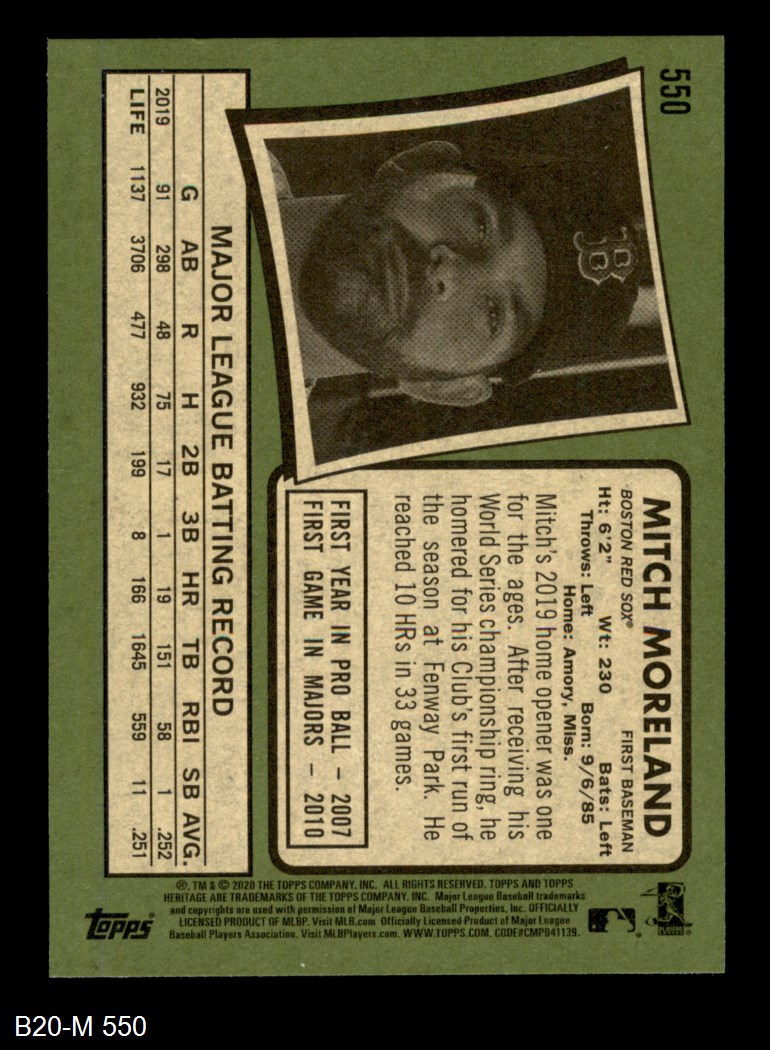 550
MITCH MORELAND
BOSTON RED SOX® FIRST BASEMAN
Ht: 6'2" Wt: 230 Bats: Left
Throws: Left Born: 9/6/85
Home: Amory, Miss.
Mitch's 2019 home opener was one
for the ages. After receiving his
World Series championship ring, he
homered for his Club's first run of
the season at Fenway Park. He
reached 10 HRs in 33 games.
FIRST YEAR IN PRO BALL – 2007
FIRST GAME IN MAJORS – 2010
B
MAJOR LEAGUE BATTING RECORD
G AB R H 2B 3B HR TB RBI SB AVG.
2019 91 298 48 75 17 1 19 151 58 1 .252
LIFE 1137 3706 477 932 199 8 166 1645 559 11 .251
®, TM & © 2020 THE TOPPS COMPANY, INC. ALL RIGHTS RESERVED. TOPPS AND TOPPS
HERITAGE ARE TRADEMARKS OF THE TOPPS COMPANY, INC. Major League Baseball trademarks
and copyrights are used with permission of Major League Baseball Properties, Inc. OFFICIALLY
LICENSED PRODUCT OF MLBP. Visit MLB.com Officially Licensed Product of Major League
Baseball Players Association. Visit MLBPlayers.com. WWW.TOPPS.COM. CODE#CMP041139.
topps®
B20-M 550